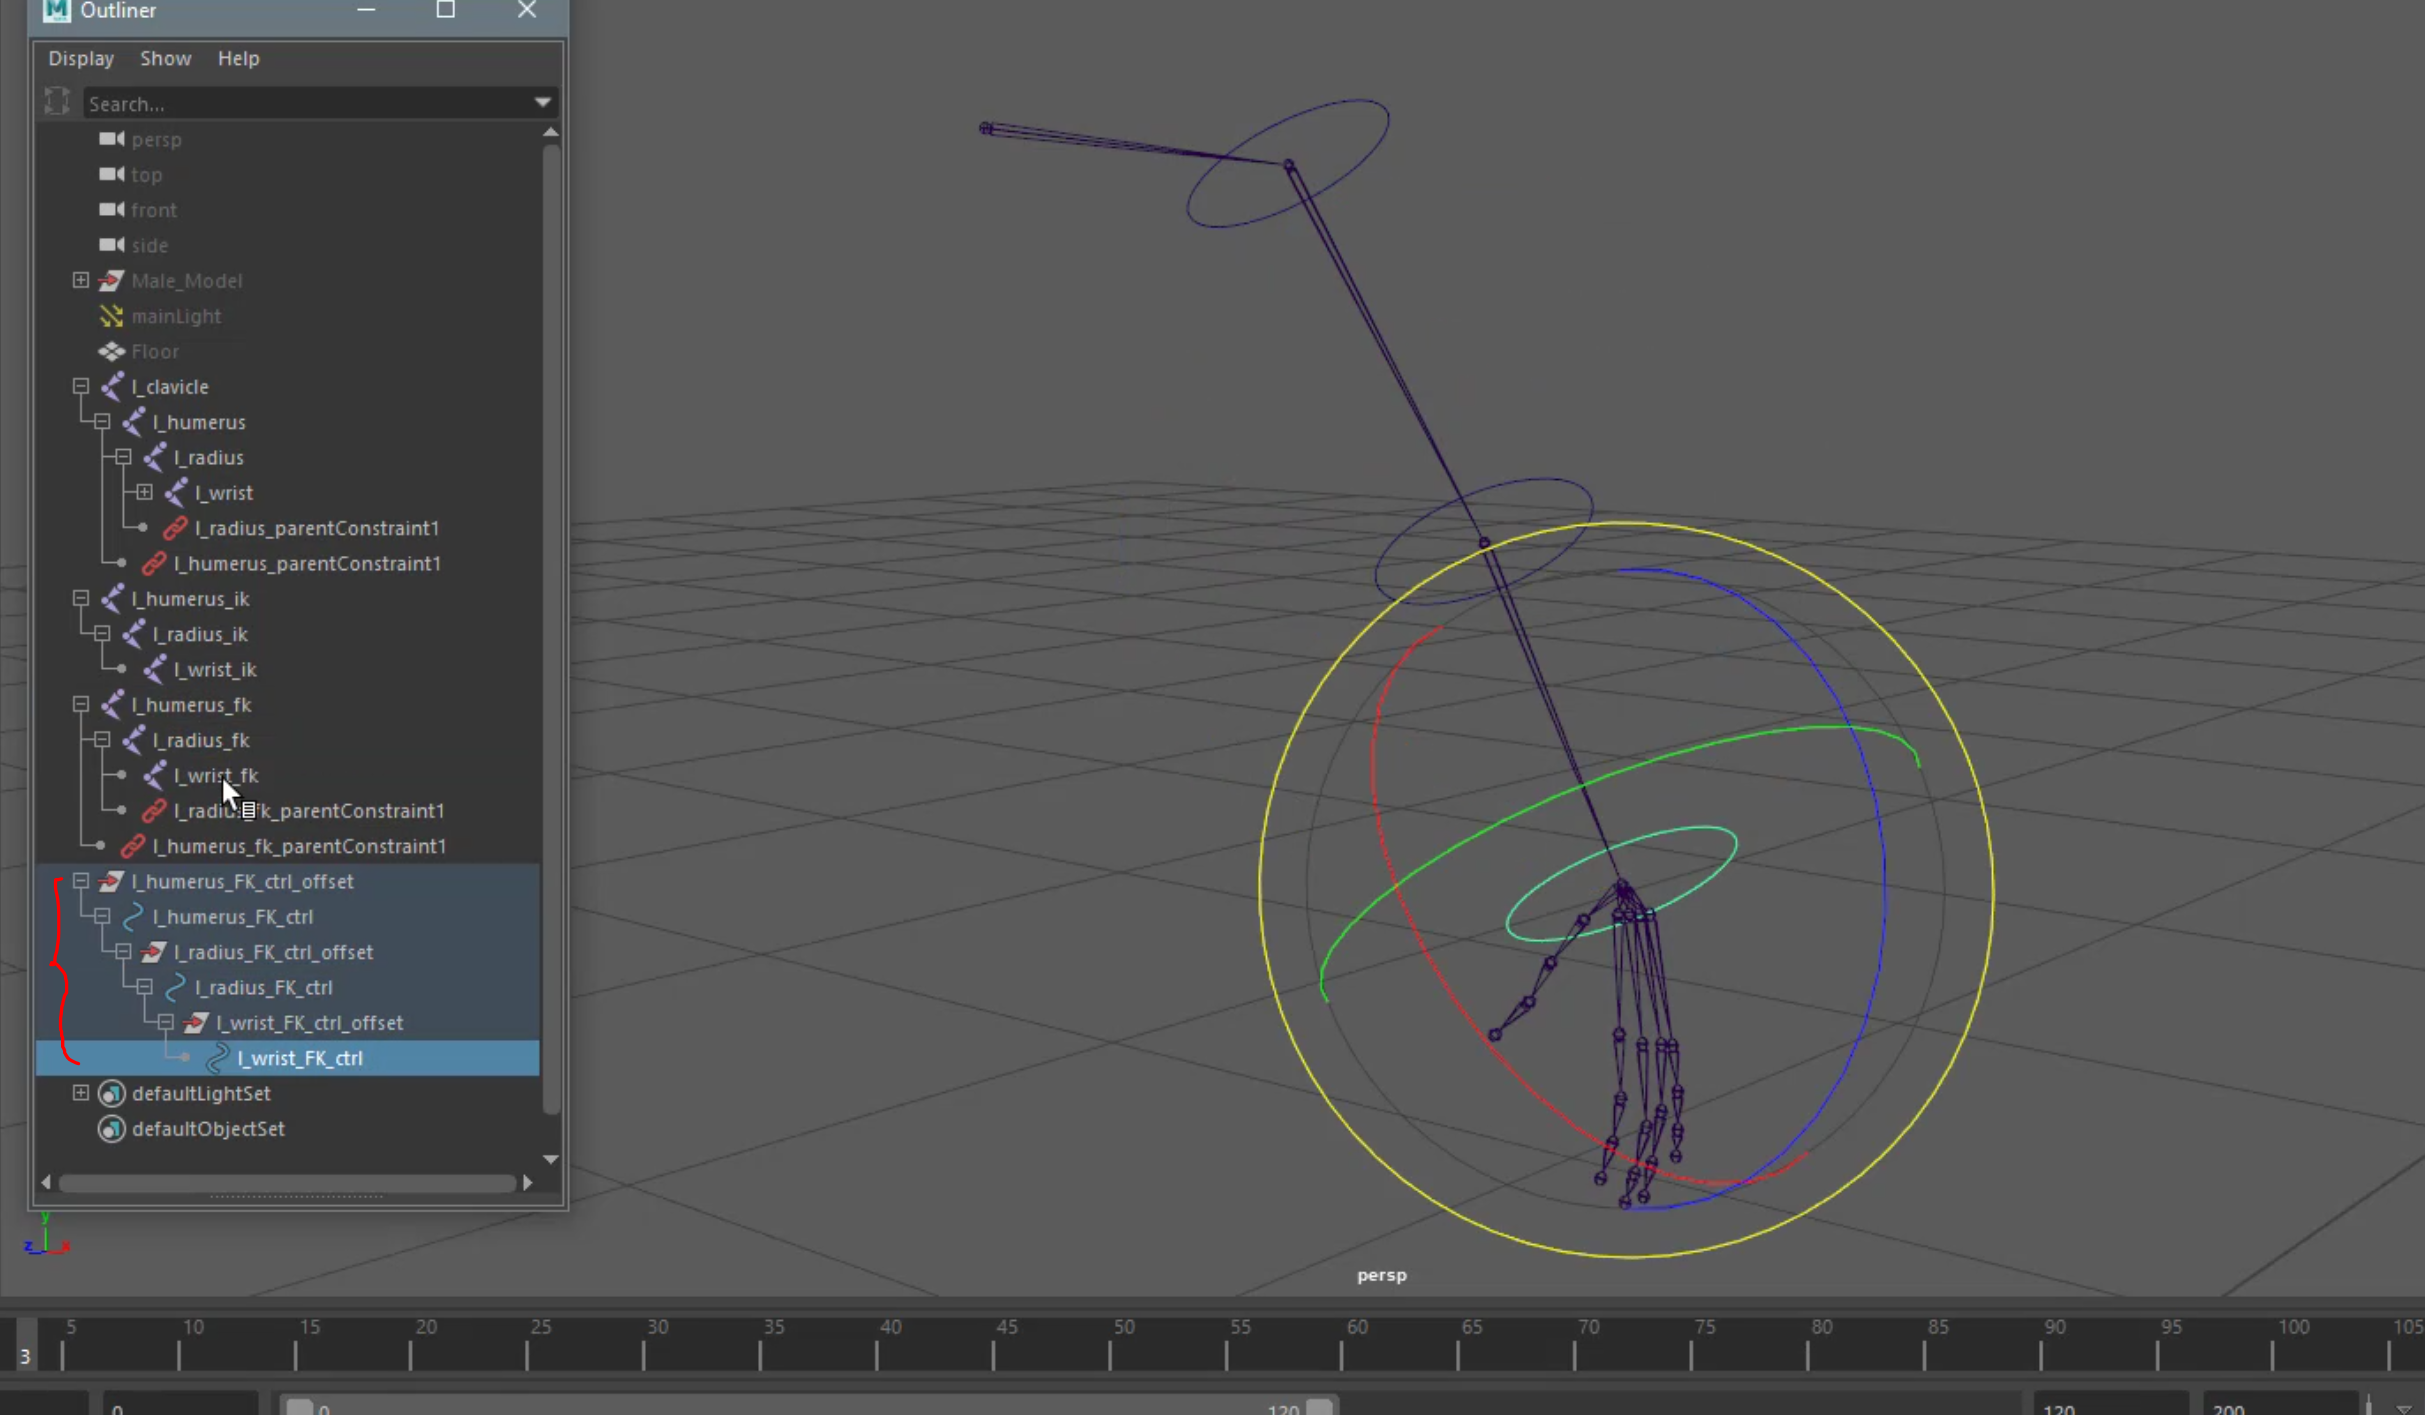 Outliner
Display Show Help
Search...
persp
top
front
side
Male_Model
mainLight
Floor
l_clavicle
l_humerus
l_radius
l_wrist
l_radius_parentConstraint1
l_humerus_parentConstraint1
l_humerus_ik
l_radius_ik
l_wrist_ik
l_humerus_fk
l_radius_fk
l_wrist_fk
l_radius_fk_parentConstraint1
l_humerus_fk_parentConstraint1
l_humerus_FK_ctrl_offset
l_humerus_FK_ctrl
l_radius_FK_ctrl_offset
l_radius_FK_ctrl
l_wrist_FK_ctrl_offset
l_wrist_FK_ctrl
defaultLightSet
defaultObjectSet
y
z x
persp
5 10 15 20 25 30 35 40 45 50 55 60 65 70 75 80 85 90 95 100 105
3
0 0 120 120 200